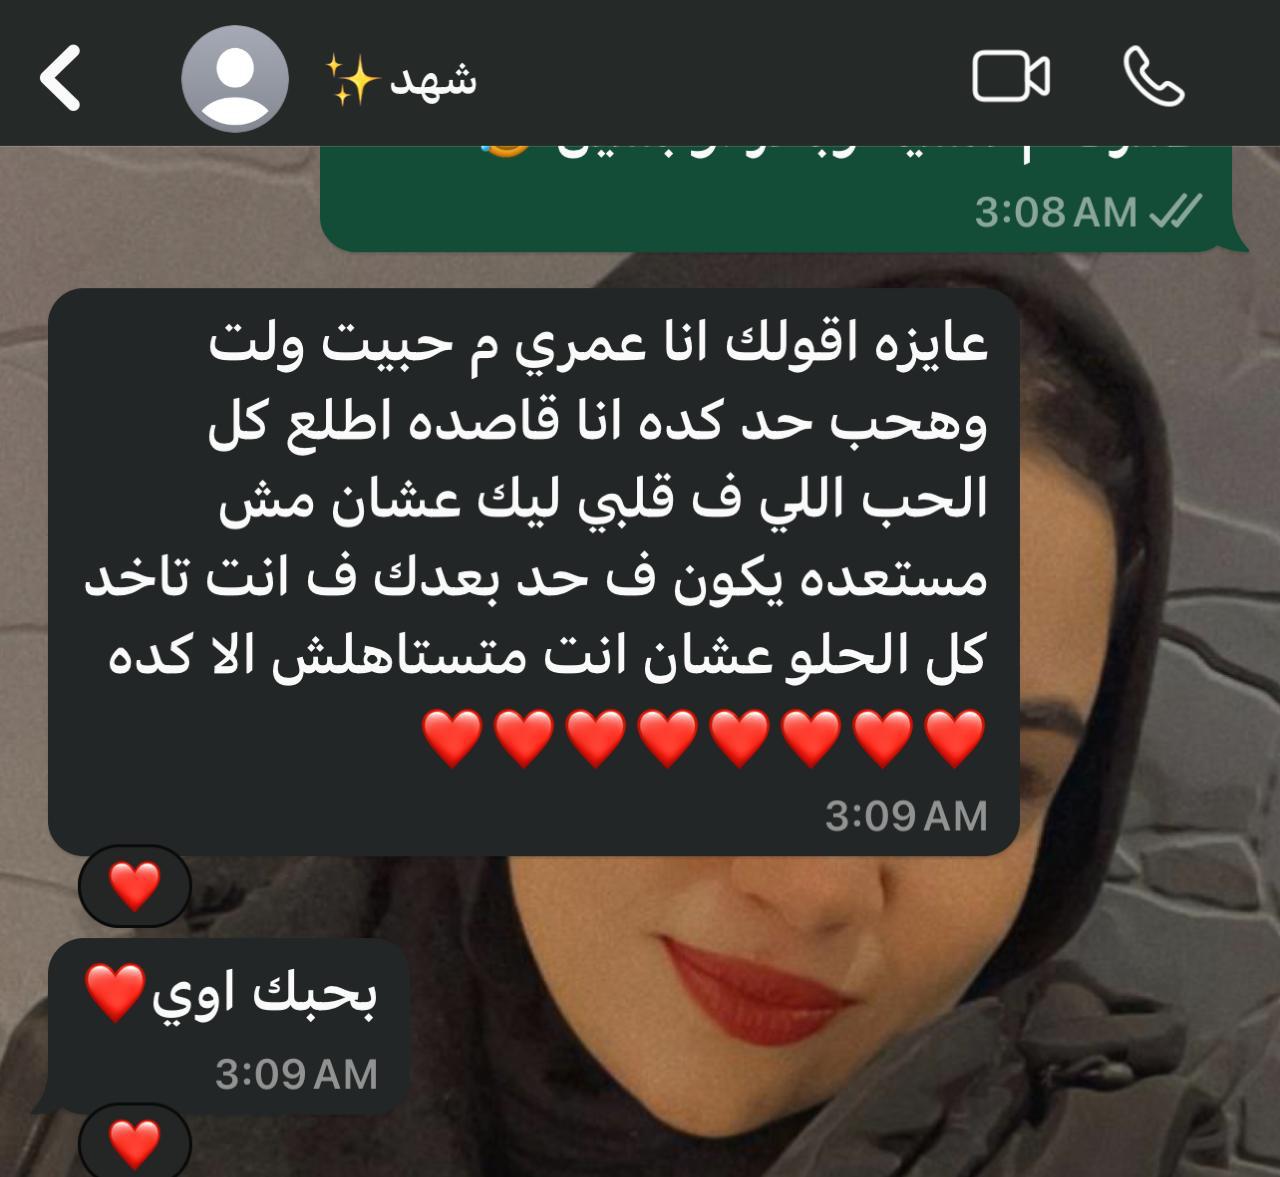 شهد ✨
3:08 AM
عايزه اقولك انا عمري م حبيت ولت
وهحب حد كده انا قاصده اطلع كل
الحب اللي ف قلبي ليك عشان مش
مستعده يكون ف حد بعدك ف انت تاخد
كل الحلو عشان انت متستاهلش الا كده
❤️❤️❤️❤️❤️❤️❤️❤️
3:09 AM
❤️
بحبك اوي❤️
3:09 AM
❤️